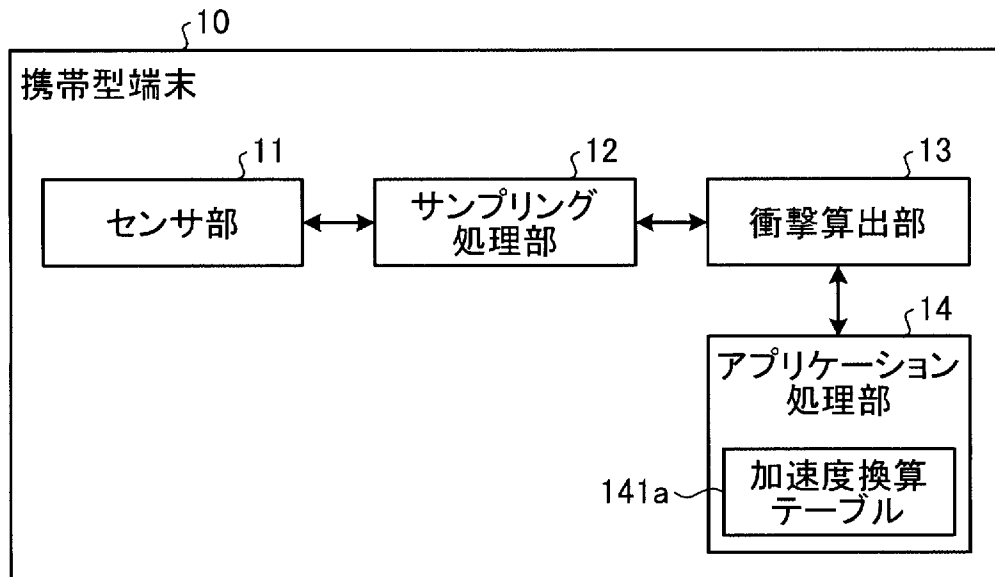 10
携帯型端末
11
センサ部
12
サンプリング
処理部
13
衝撃算出部
14
アプリケーション
処理部
141a
加速度換算
テーブル